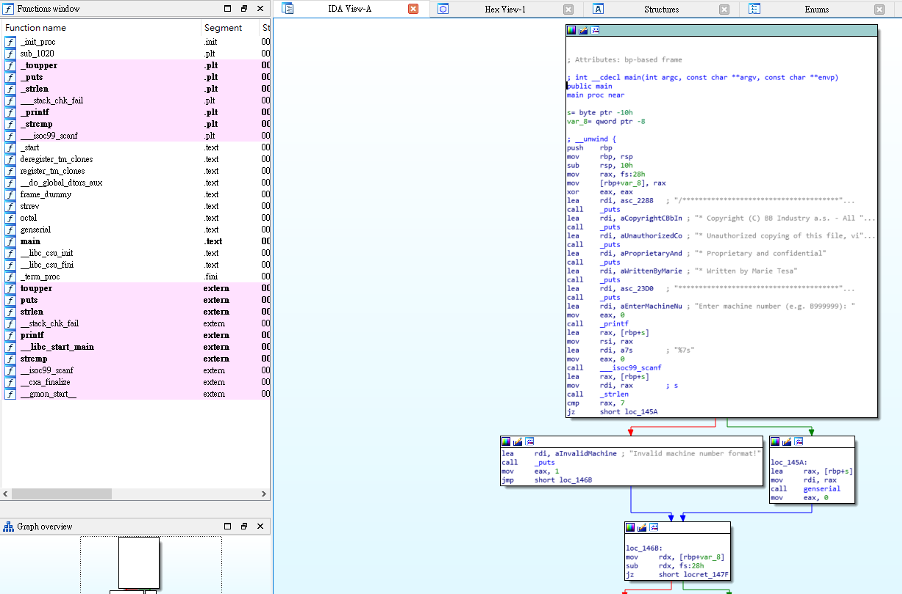 Functions window
Function name Segment St
_init_proc .init 00
sub_1020 .plt 00
_toupper .plt 00
_puts .plt 00
_strlen .plt 00
___stack_chk_fail .plt 00
_printf .plt 00
_strcmp .plt 00
___isoc99_scanf .plt 00
_start .text 00
deregister_tm_clones .text 00
register_tm_clones .text 00
__do_global_dtors_aux .text 00
frame_dummy .text 00
strrev .text 00
octal .text 00
genserial .text 00
main .text 00
__libc_csu_init .text 00
__libc_csu_fini .text 00
_term_proc .fini 00
toupper extern 00
puts extern 00
strlen extern 00
__stack_chk_fail extern 00
printf extern 00
__libc_start_main extern 00
strcmp extern 00
__isoc99_scanf extern 00
__cxa_finalize extern 00
__gmon_start__ extern 00
Graph overview
IDA View-A
Hex View-1
Structures
Enums
; Attributes: bp-based frame
; int __cdecl main(int argc, const char **argv, const char **envp)
public main
main proc near
s= byte ptr -10h
var_8= qword ptr -8
; __unwind {
push rbp
mov rbp, rsp
sub rsp, 10h
mov rax, fs:28h
mov [rbp+var_8], rax
xor eax, eax
lea rdi, asc_2288 ; "/***************************************"...
call _puts
lea rdi, aCopyrightCBbIn ; "* Copyright (C) BB Industry a.s. - All "...
call _puts
lea rdi, aUnauthorizedCo ; "* Unauthorized copying of this file, vi"...
call _puts
lea rdi, aProprietaryAnd ; "* Proprietary and confidential"
call _puts
lea rdi, aWrittenByMarie ; "* Written by Marie Tesa"
call _puts
lea rdi, asc_23D0 ; "****************************************"...
call _puts
lea rdi, aEnterMachineNu ; "Enter machine number (e.g. B999999): "
mov eax, 0
call _printf
lea rax, [rbp+s]
mov rsi, rax
lea rdi, a7s ; "%7s"
mov eax, 0
call ___isoc99_scanf
lea rax, [rbp+s]
mov rdi, rax ; s
call _strlen
cmp rax, 7
jz short loc_145A
lea rdi, aInvalidMachine ; "Invalid machine number format!"
call _puts
mov eax, 1
jmp short loc_146B
loc_145A:
lea rax, [rbp+s]
mov rdi, rax
call genserial
mov eax, 0
loc_146B:
mov rdx, [rbp+var_8]
sub rdx, fs:28h
jz short locret_147F